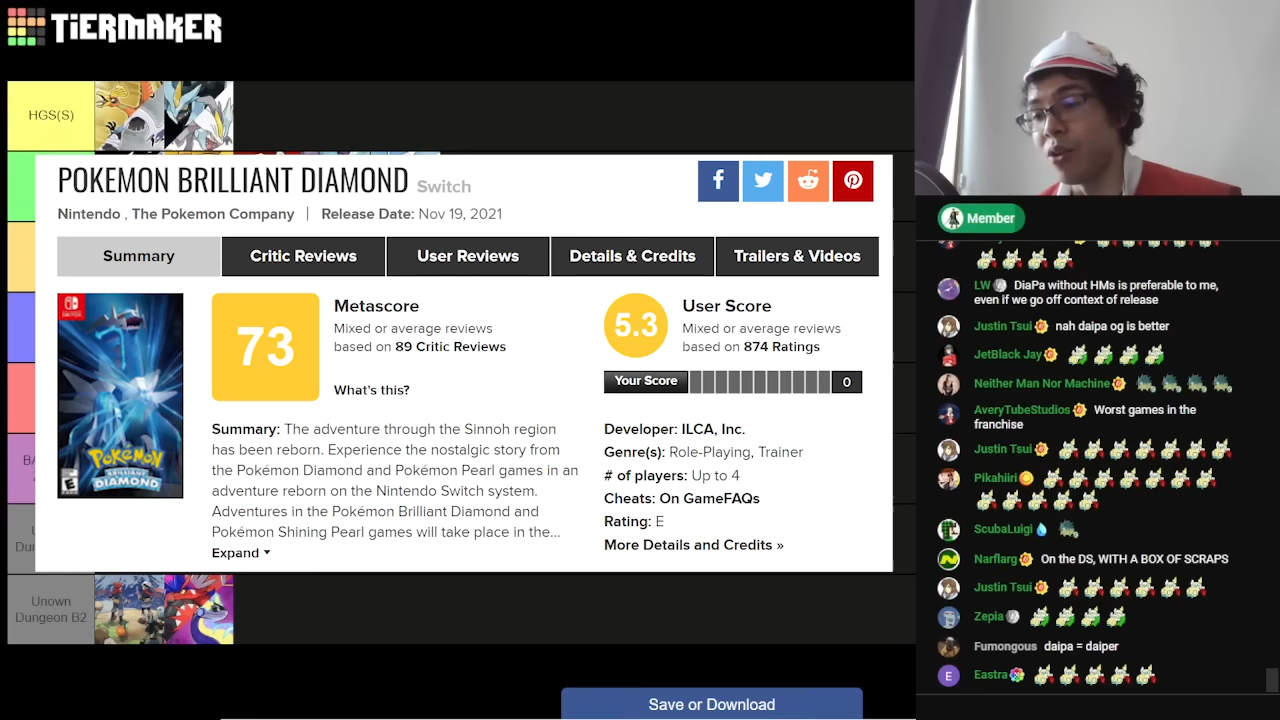 TiERMAKER
HGS(S)
POKEMON BRILLIANT DIAMOND Switch
Nintendo , The Pokemon Company | Release Date: Nov 19, 2021
Summary
Critic Reviews
User Reviews
Details & Credits
Trailers & Videos
73
Metascore
Mixed or average reviews
based on 89 Critic Reviews
What's this?
5.3
User Score
Mixed or average reviews
based on 874 Ratings
Your Score
0
POKéMON
BRILLIANT
DIAMOND
E
Summary: The adventure through the Sinnoh region
has been reborn. Experience the nostalgic story from
the Pokémon Diamond and Pokémon Pearl games in an
adventure reborn on the Nintendo Switch system.
Adventures in the Pokémon Brilliant Diamond and
Pokémon Shining Pearl games will take place in the...
Expand
Developer: ILCA, Inc.
Genre(s): Role-Playing, Trainer
# of players: Up to 4
Cheats: On GameFAQs
Rating: E
More Details and Credits »
BA
U
Dun
Unown
Dungeon B2
Save or Download
Member
LW DiaPa without HMs is preferable to me,
even if we go off context of release
Justin Tsui nah daipa og is better
JetBlack Jay
Neither Man Nor Machine
AveryTubeStudios Worst games in the
franchise
Justin Tsui
Pikahiiri
ScubaLuigi
Narflarg On the DS, WITH A BOX OF SCRAPS
Justin Tsui
Zepia
Fumongous daipa = daiper
E
Eastra